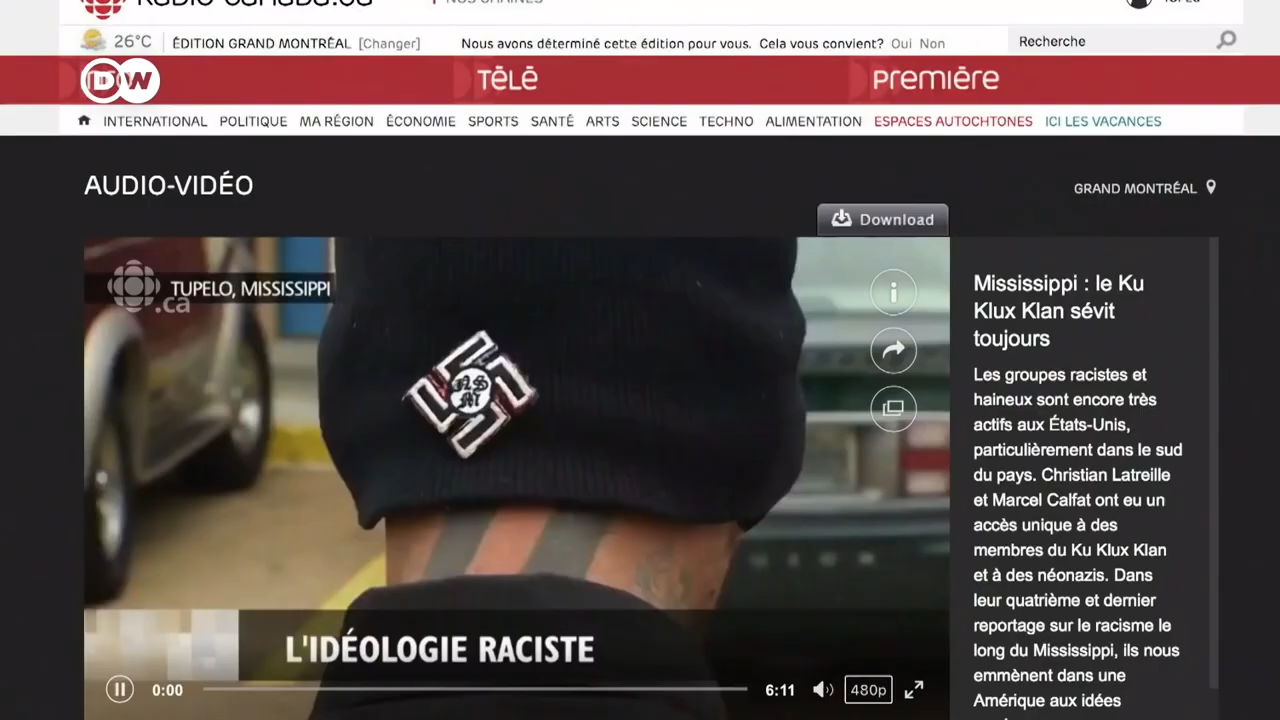 26°C
ÉDITION GRAND MONTRÉAL [Changer]
Nous avons déterminé cette édition pour vous. Cela vous convient? Oui Non
Recherche
DW
TÉLÉ
PREMIÈRE
INTERNATIONAL POLITIQUE MA RÉGION ÉCONOMIE SPORTS SANTÉ ARTS SCIENCE TECHNO ALIMENTATION ESPACES AUTOCHTONES ICI LES VACANCES
AUDIO-VIDÉO
GRAND MONTRÉAL
Download
TUPELO, MISSISSIPPI
.ca
NSM
L'IDÉOLOGIE RACISTE
0:00
6:11
480p
Mississippi : le Ku
Klux Klan sévit
toujours
Les groupes racistes et
haineux sont encore très
actifs aux États-Unis,
particulièrement dans le sud
du pays. Christian Latreille
et Marcel Calfat ont eu un
accès unique à des
membres du Ku Klux Klan
et à des néonazis. Dans
leur quatrième et dernier
reportage sur le racisme le
long du Mississippi, ils nous
emmènent dans une
Amérique aux idées